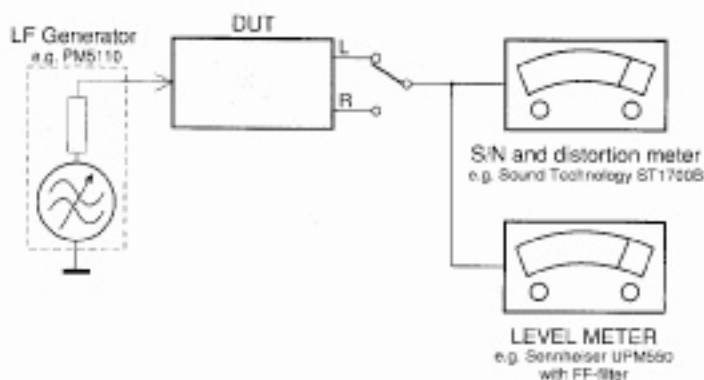 LF Generator
e.g. PM5110
DUT
L
R
S/N and distortion meter
e.g. Sound Technology ST1700B
LEVEL METER
e.g. Sennheiser UPM550
with FF-filter